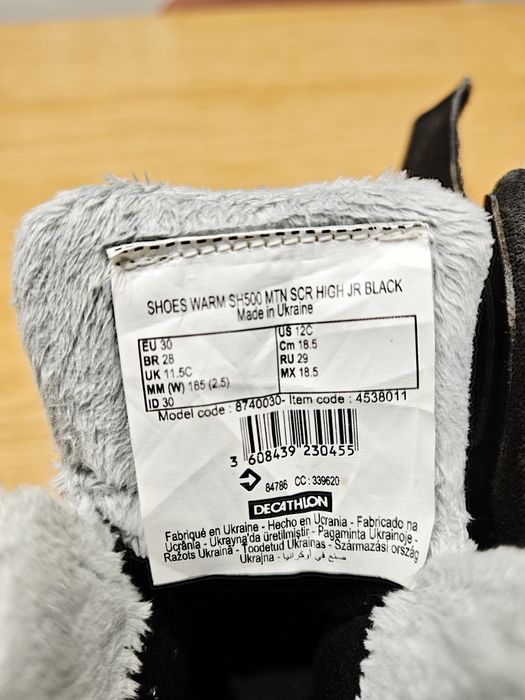 SHOES WARM SH500 MTN SCR HIGH JR BLACK
Made in Ukraine
EU 30 US 12C
BR 28 Cm 18.5
UK 11.5C RU 29
MM (W) 185 (2.5) MX 18.5
ID 30
Model code : 8740030- Item code : 4538011
3 608439 230455
84786 CC : 339620
DECATHLON
Fabriqué en Ukraine - Hecho en Ucrania - Fabricado na
Ucrânia - Ukrayna'da üretilmiştir - Pagaminta Ukrainoje -
Ražots Ukrainā - Toodetud Ukrainas - Származási ország
Ukrajna - صنع في أوكرانيا